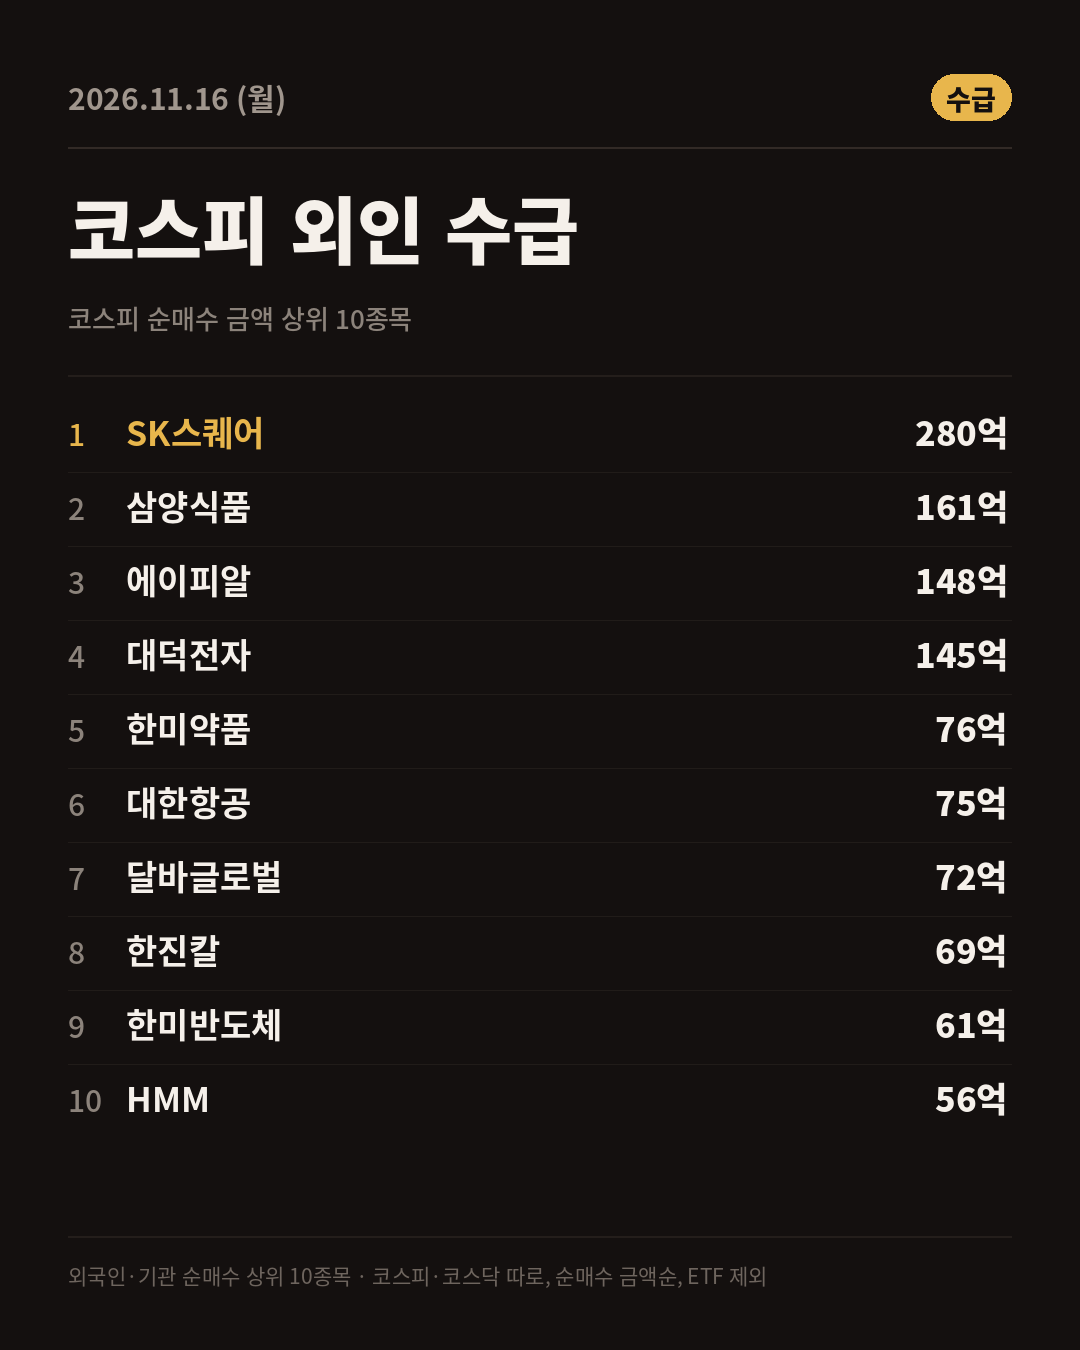 2026.11.16 (월)
수급
코스피 외인 수급
코스피 순매수 금액 상위 10종목
1 SK스퀘어 280억
2 삼양식품 161억
3 에이피알 148억
4 대덕전자 145억
5 한미약품 76억
6 대한항공 75억
7 달바글로벌 72억
8 한진칼 69억
9 한미반도체 61억
10 HMM 56억
외국인·기관 순매수 상위 10종목 · 코스피·코스닥 따로, 순매수 금액순, ETF 제외